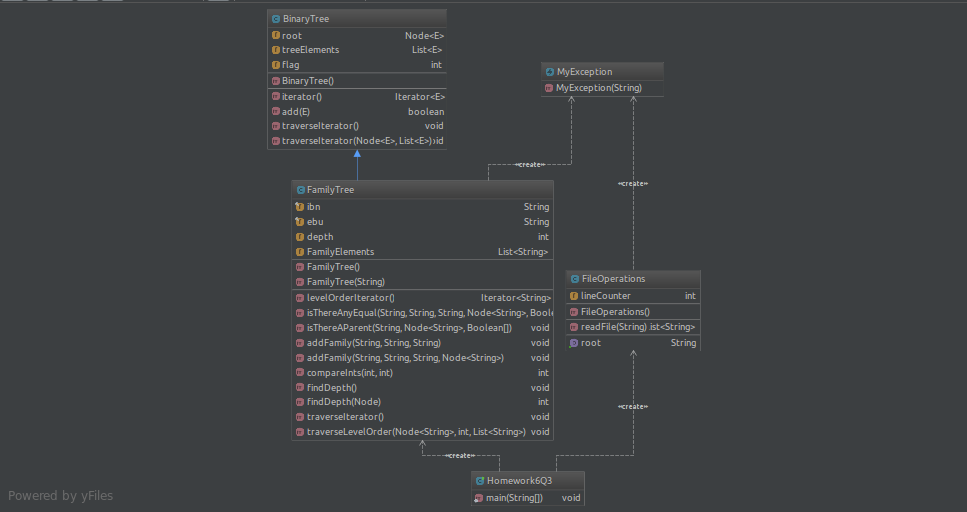 BinaryTree
root Node<E>
treeElements List<E>
flag int
BinaryTree()
iterator() Iterator<E>
add(E) boolean
traverseIterator() void
traverseIterator(Node<E>, List<E>)
MyException
MyException(String)
«create»
«create»
FamilyTree
ibn String
ebu String
depth int
FamilyElements List<String>
FamilyTree()
FamilyTree(String)
levelOrderIterator() Iterator<String>
isThereAnyEqual(String, String, String, Node<String>, Boole
isThereAParent(String, Node<String>, Boolean[]) void
addFamily(String, String, String) void
addFamily(String, String, String, Node<String>) void
compareInts(int, int) int
findDepth() void
findDepth(Node) int
traverseIterator() void
traverseLevelOrder(Node<String>, int, List<String>) void
FileOperations
lineCounter int
FileOperations()
readFile(String) ist<String>
root String
«create»
«create»
Homework6Q3
main(String[]) void
Powered by yFiles